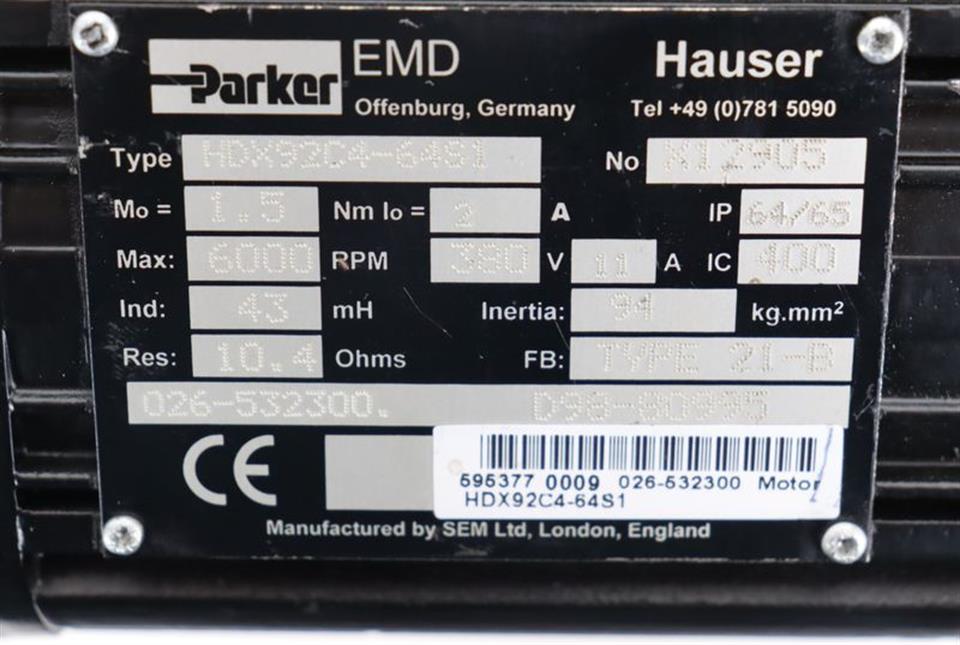 Parker EMD Hauser
Offenburg, Germany Tel +49 (0)781 5090
Type HDX92C4-64S1 No X12905
Mo = 1.5 Nm Io = 2 A IP 64/65
Max: 6000 RPM 380 V 11 A IC 400
Ind: 43 mH Inertia: 94 kg.mm²
Res: 10.4 Ohms FB: TYPE 21-B
026-532300. D98-80995
CE
595377 0009 026-532300 Motor
HDX92C4-64S1
Manufactured by SEM Ltd, London, England